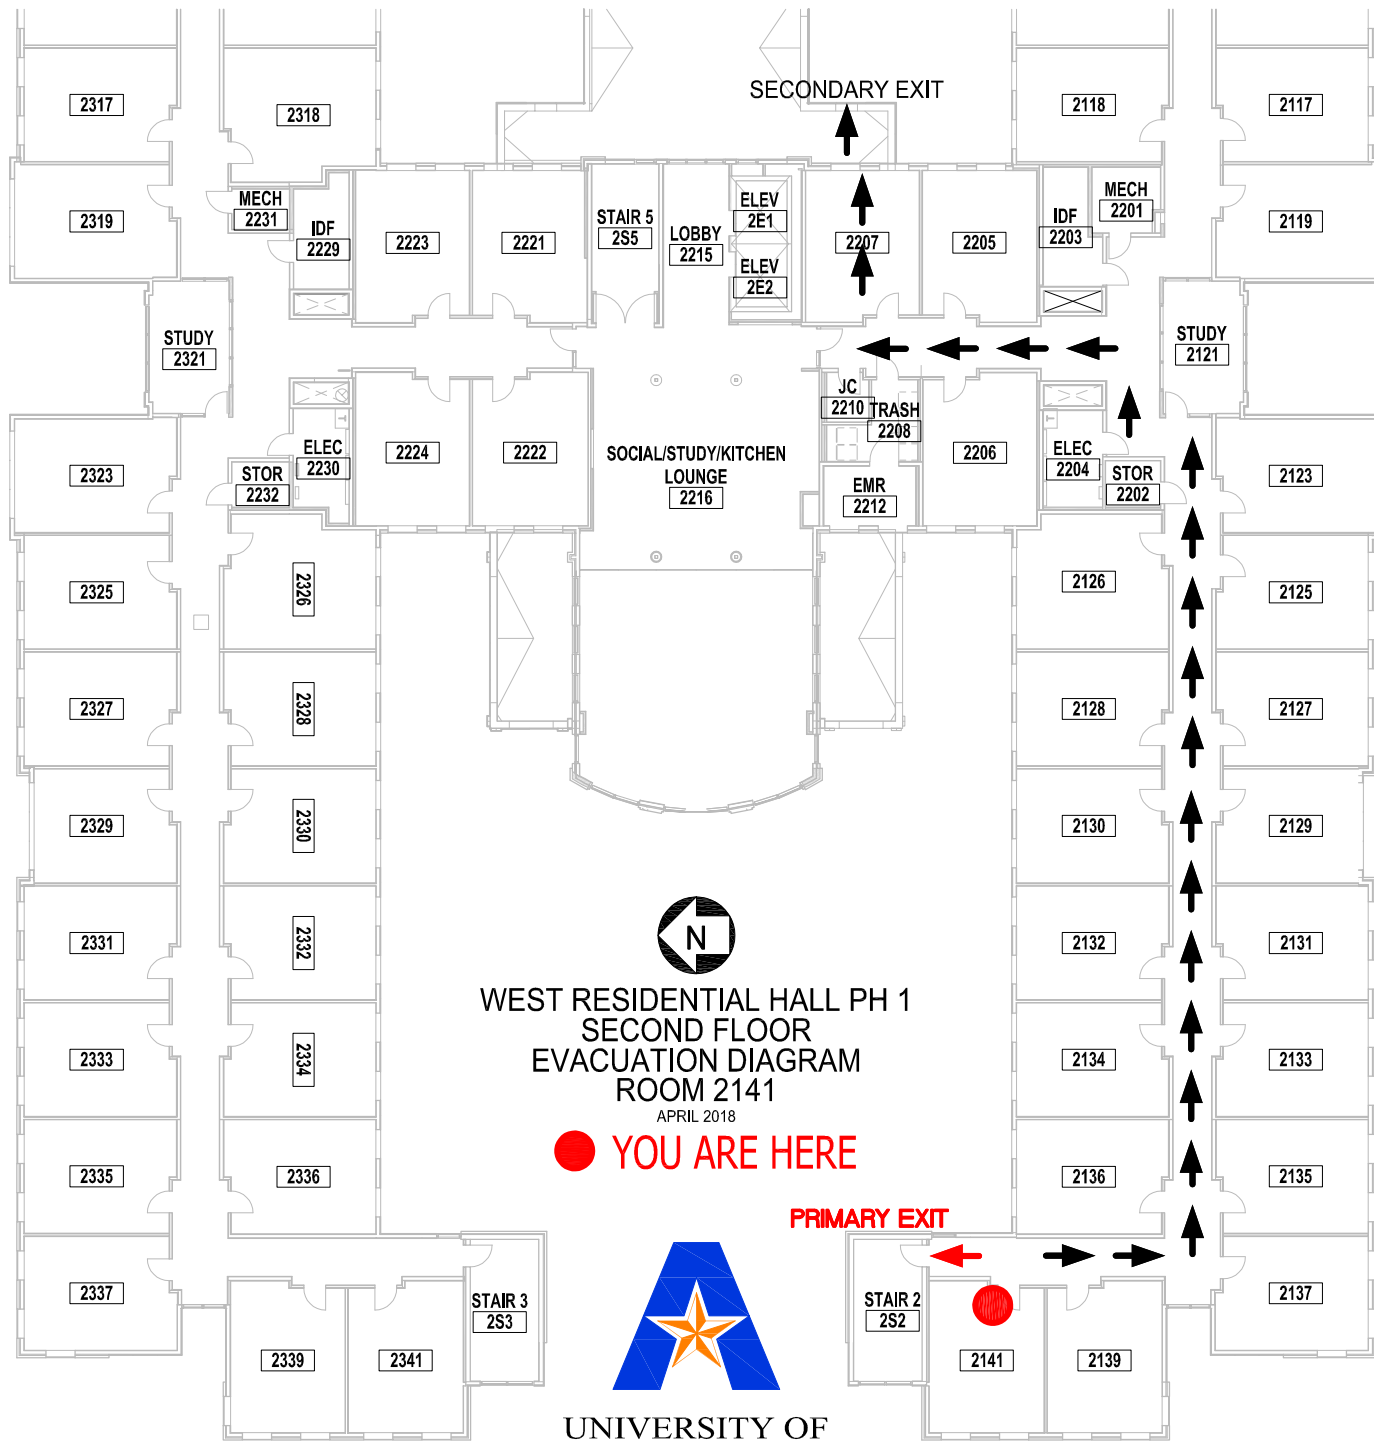 SECONDARY EXIT
2317
2318
2118
2117
MECH
2231
MECH
2201
2319
IDF
2229
2223
2221
STAIR 5
2S5
LOBBY
2215
ELEV
2E1
ELEV
2E2
2207
2205
IDF
2203
2119
STUDY
2321
STUDY
2121
JC
2210
TRASH
2208
2323
STOR
2232
ELEC
2230
2224
2222
SOCIAL/STUDY/KITCHEN
LOUNGE
2216
EMR
2212
2206
ELEC
2204
STOR
2202
2123
2325
2326
2126
2125
2327
2328
2128
2127
2329
2330
2130
2129
N
2331
2332
2132
2131
WEST RESIDENTIAL HALL PH 1
SECOND FLOOR
EVACUATION DIAGRAM
ROOM 2141
APRIL 2018
YOU ARE HERE
2333
2334
2134
2133
2335
2336
2136
2135
PRIMARY EXIT
2337
STAIR 3
2S3
STAIR 2
2S2
2137
2339
2341
2141
2139
UNIVERSITY OF